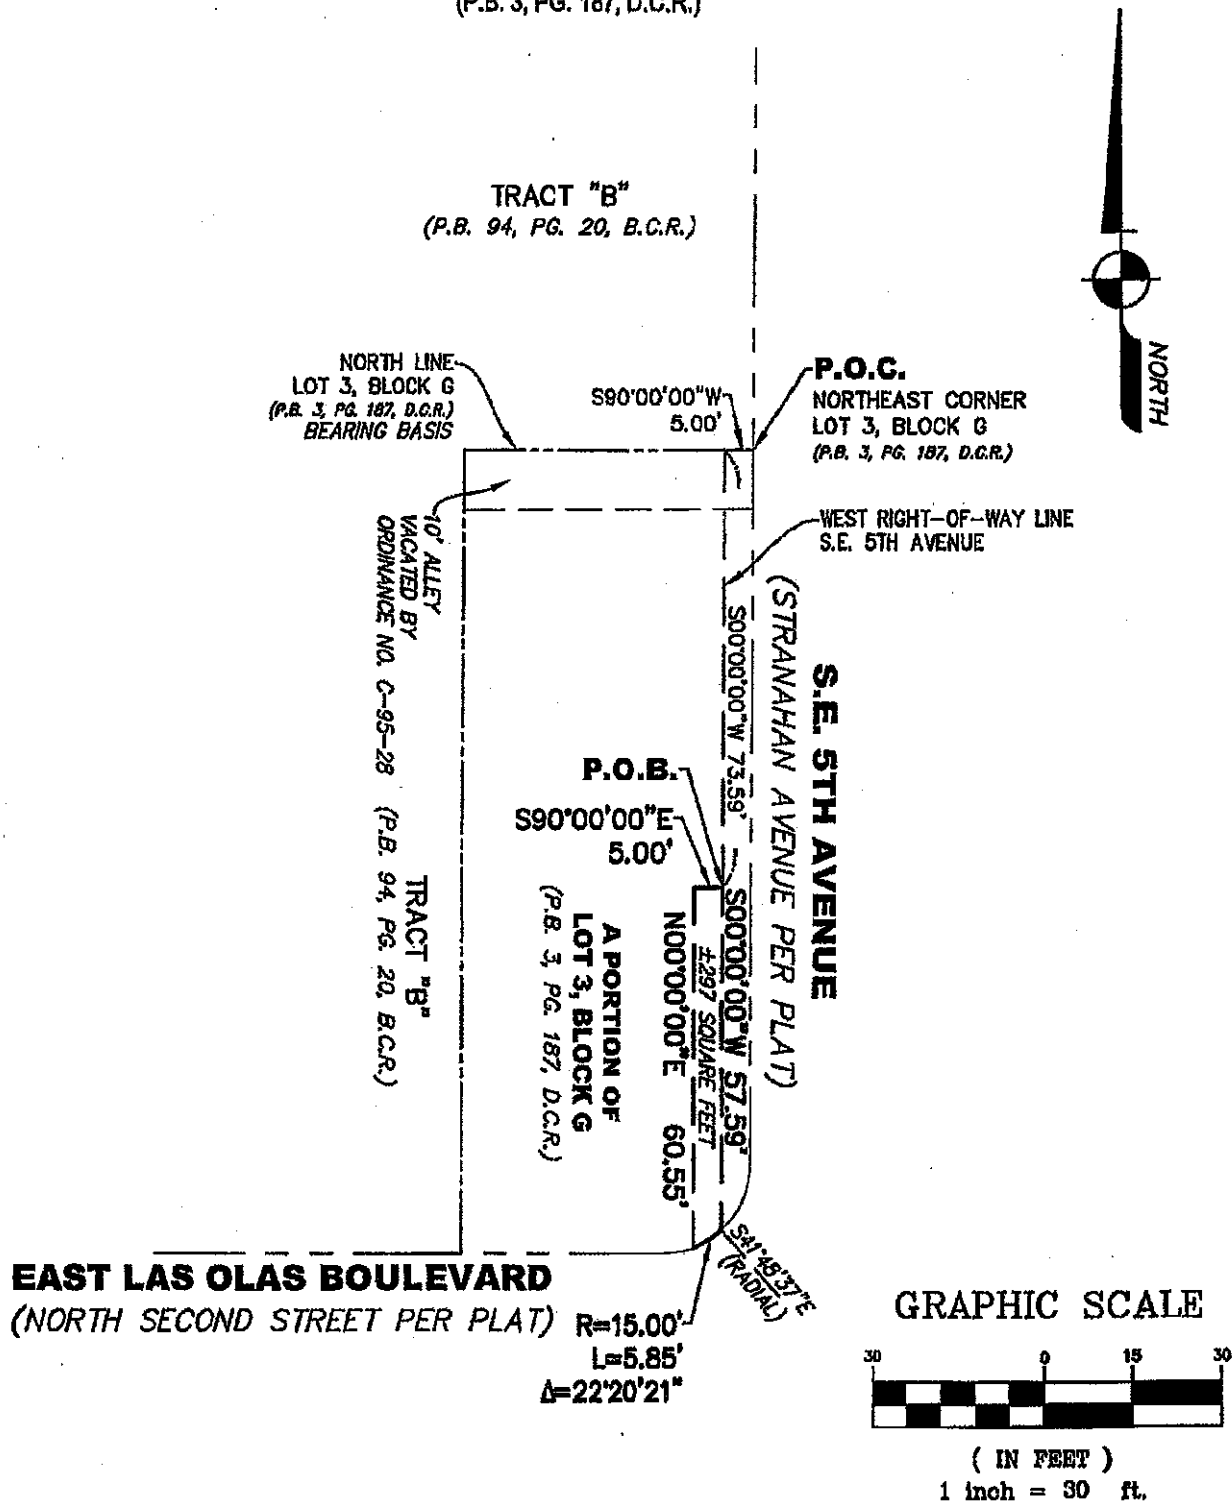 (P.B. 3, PG. 187, D.C.R.)
TRACT "B"
(P.B. 94, PG. 20, B.C.R.)
NORTH
NORTH LINE
LOT 3, BLOCK G
(P.B. 3, PG. 187, D.C.R.)
BEARING BASIS
S90°00'00"W
5.00'
P.O.C.
NORTHEAST CORNER
LOT 3, BLOCK G
(P.B. 3, PG. 187, D.C.R.)
WEST RIGHT-OF-WAY LINE
S.E. 5TH AVENUE
10' ALLEY
VACATED BY
ORDINANCE NO. C-95-28
TRACT "B"
(P.B. 94, PG. 20, B.C.R.)
S00°00'00"W 73.59'
S.E. 5TH AVENUE
(STRANAHAN AVENUE PER PLAT)
P.O.B.
S90°00'00"E
5.00'
A PORTION OF
LOT 3, BLOCK G
(P.B. 3, PG. 187, D.C.R.)
S00°00'00"W 57.59'
±297 SQUARE FEET
N00°00'00"E 60.55'
S41°48'37"E
(RADIAL)
EAST LAS OLAS BOULEVARD
(NORTH SECOND STREET PER PLAT)
R=15.00'
L=5.85'
Δ=22°20'21"
GRAPHIC SCALE
30 0 15 30
( IN FEET )
1 inch = 30 ft.